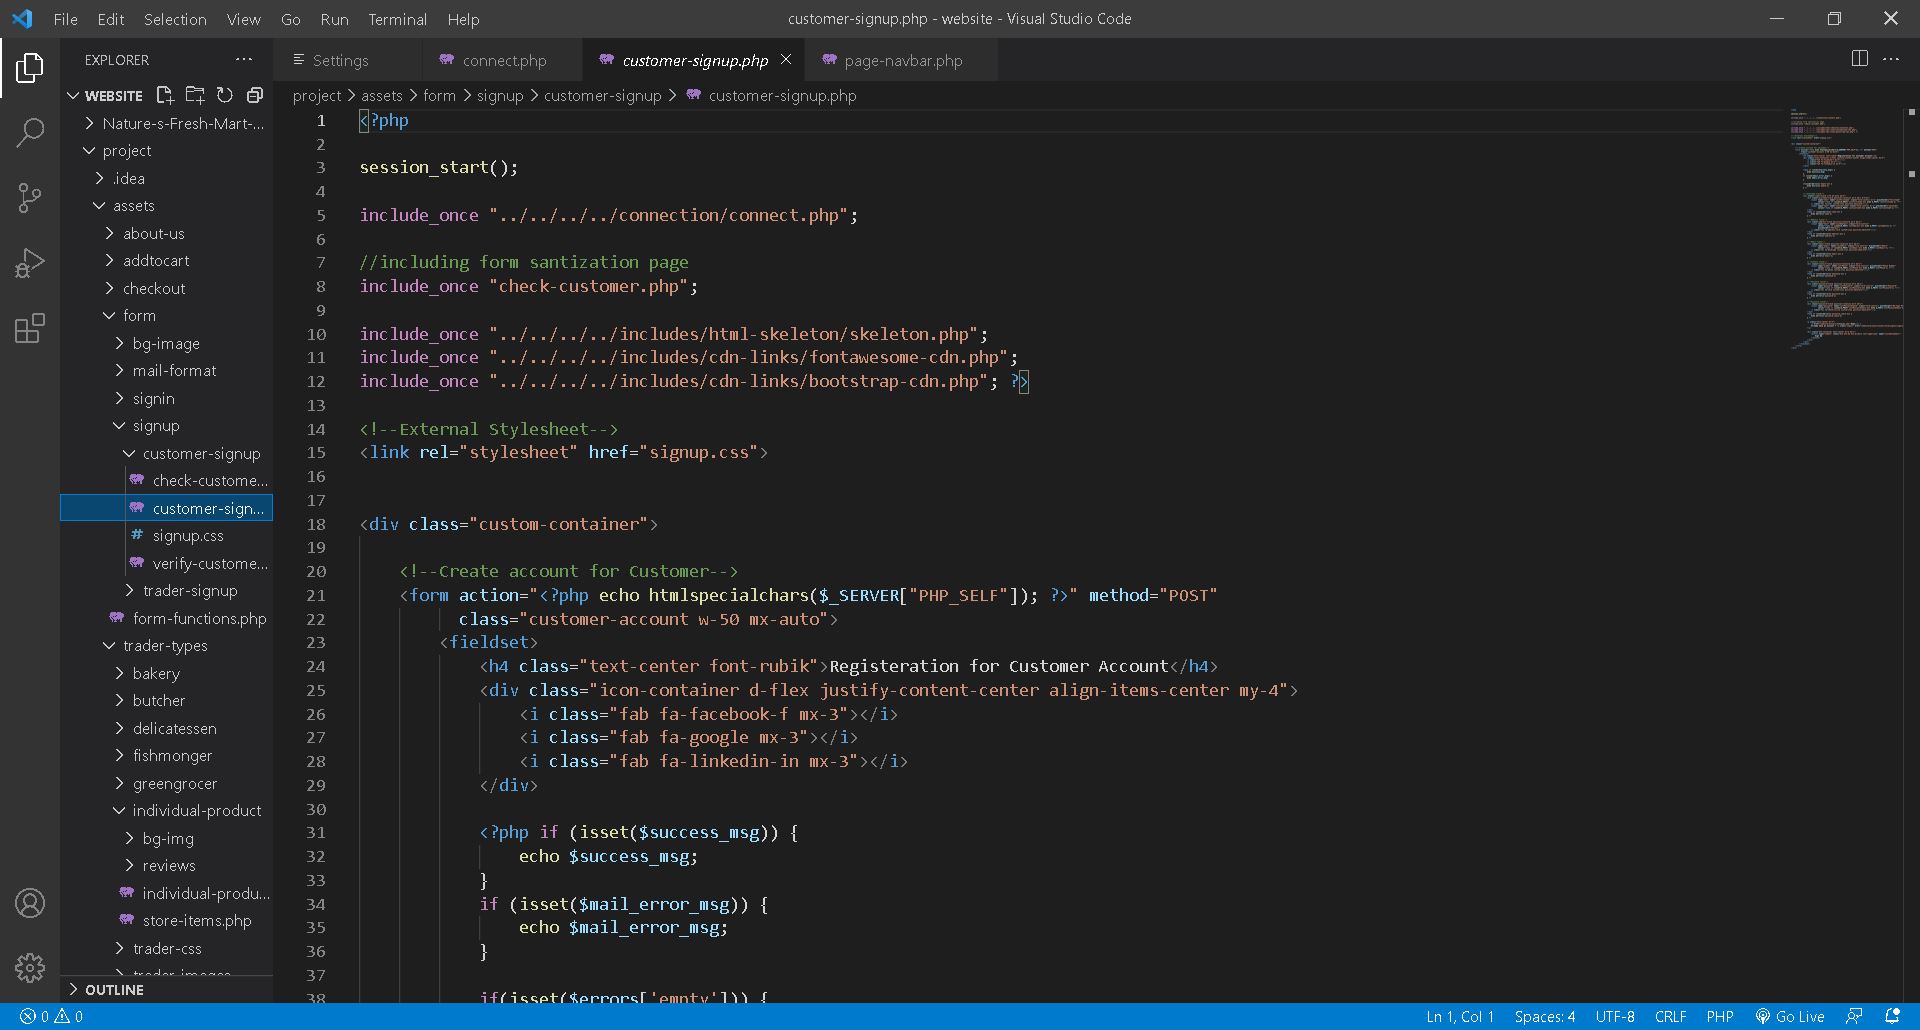 File Edit Selection View Go Run Terminal Help
customer-signup.php - website - Visual Studio Code
EXPLORER
WEBSITE
Nature-s-Fresh-Mart-...
project
.idea
assets
about-us
addtocart
checkout
form
bg-image
mail-format
signin
signup
customer-signup
check-custome...
customer-sign...
signup.css
verify-custome...
trader-signup
form-functions.php
trader-types
bakery
butcher
delicatessen
fishmonger
greengrocer
individual-product
bg-img
reviews
individual-produ...
store-items.php
trader-css
trader-images
OUTLINE
Settings connect.php customer-signup.php page-navbar.php
project > assets > form > signup > customer-signup > customer-signup.php
1 <?php
2
3 session_start();
4
5 include_once "../../../../connection/connect.php";
6
7 //including form santization page
8 include_once "check-customer.php";
9
10 include_once "../../../../includes/html-skeleton/skeleton.php";
11 include_once "../../../../includes/cdn-links/fontawesome-cdn.php";
12 include_once "../../../../includes/cdn-links/bootstrap-cdn.php"; ?>
13
14 <!--External Stylesheet-->
15 <link rel="stylesheet" href="signup.css">
16
17
18 <div class="custom-container">
19
20 <!--Create account for Customer-->
21 <form action="<?php echo htmlspecialchars($_SERVER["PHP_SELF"]); ?>" method="POST"
22 class="customer-account w-50 mx-auto">
23 <fieldset>
24 <h4 class="text-center font-rubik">Registeration for Customer Account</h4>
25 <div class="icon-container d-flex justify-content-center align-items-center my-4">
26 <i class="fab fa-facebook-f mx-3"></i>
27 <i class="fab fa-google mx-3"></i>
28 <i class="fab fa-linkedin-in mx-3"></i>
29 </div>
30
31 <?php if (isset($success_msg)) {
32 echo $success_msg;
33 }
34 if (isset($mail_error_msg)) {
35 echo $mail_error_msg;
36 }
37
38 if(isset($errors['empty'])) {
0 0
Ln 1, Col 1 Spaces: 4 UTF-8 CRLF PHP Go Live